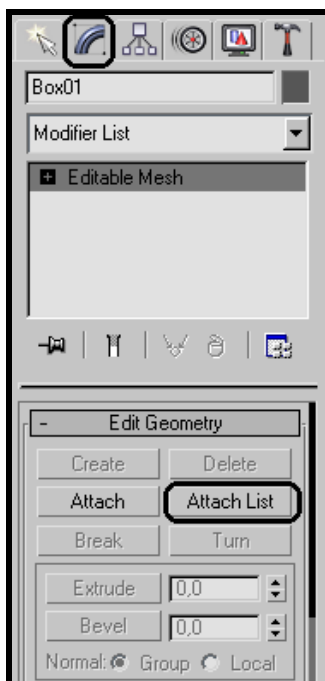 Box01
Modifier List
Editable Mesh
- Edit Geometry
Create Delete
Attach Attach List
Break Turn
Extrude 0,0
Bevel 0,0
Normal: Group Local